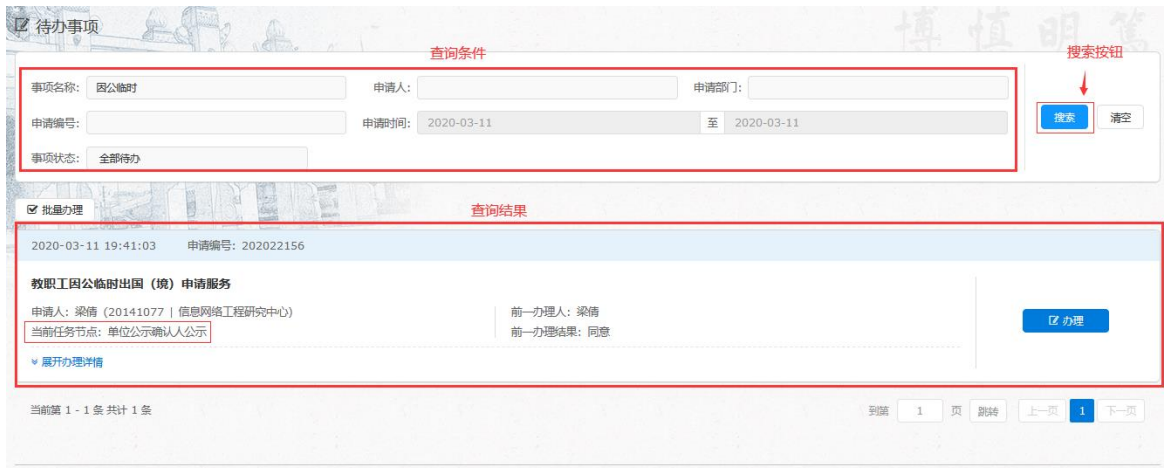 待办事项
博 慎 明 篤
查询条件
搜索按钮
事项名称: 因公临时 申请人: 申请部门:
申请编号: 申请时间: 2020-03-11 至 2020-03-11
搜索 清空
事项状态: 全部待办
批量办理
查询结果
2020-03-11 19:41:03 申请编号: 202022156
教职工因公临时出国（境）申请服务
申请人: 梁倩 (20141077 | 信息网络工程研究中心) 前一办理人: 梁倩
当前任务节点: 单位公示确认人公示 前一办理结果: 同意
办理
展开办理详情
当前第 1 - 1 条 共计 1 条 到第 1 页 跳转 上一页 1 下一页